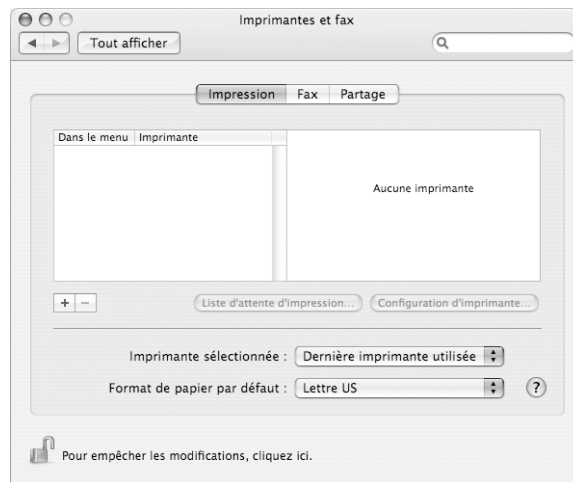 Imprimantes et fax
Tout afficher
Impression Fax Partage
Dans le menu Imprimante
Aucune imprimante
+ − Liste d'attente d'impression... Configuration d'imprimante...
Imprimante sélectionnée : Dernière imprimante utilisée
Format de papier par défaut : Lettre US ?
Pour empêcher les modifications, cliquez ici.